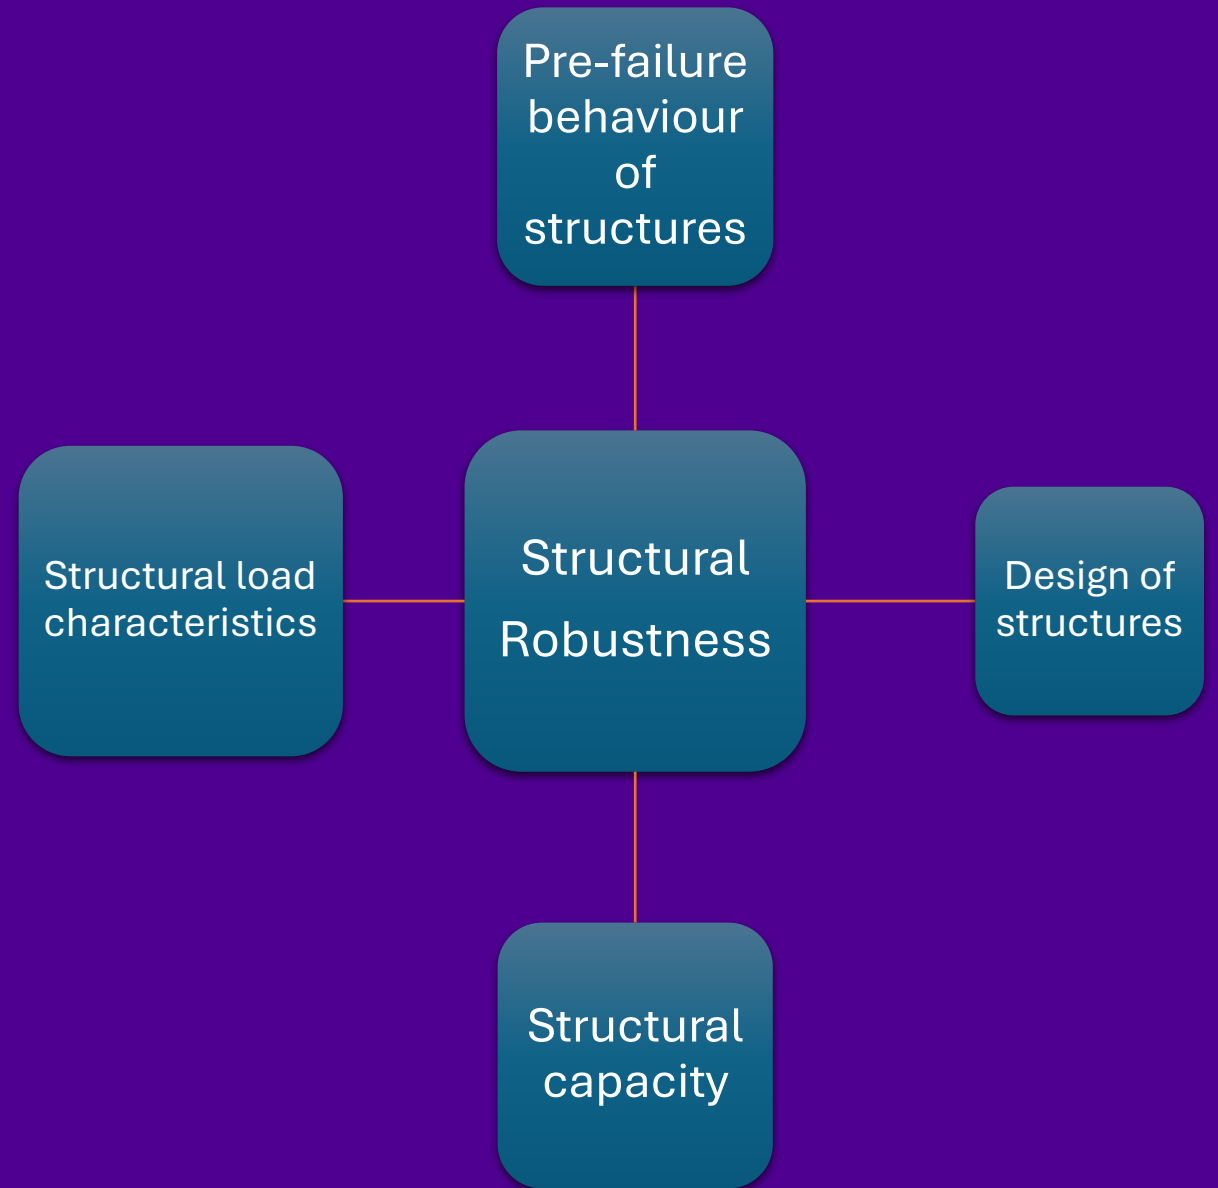 Pre-failure
behaviour
of
structures
Structural load
characteristics
Structural
Robustness
Design of
structures
Structural
capacity